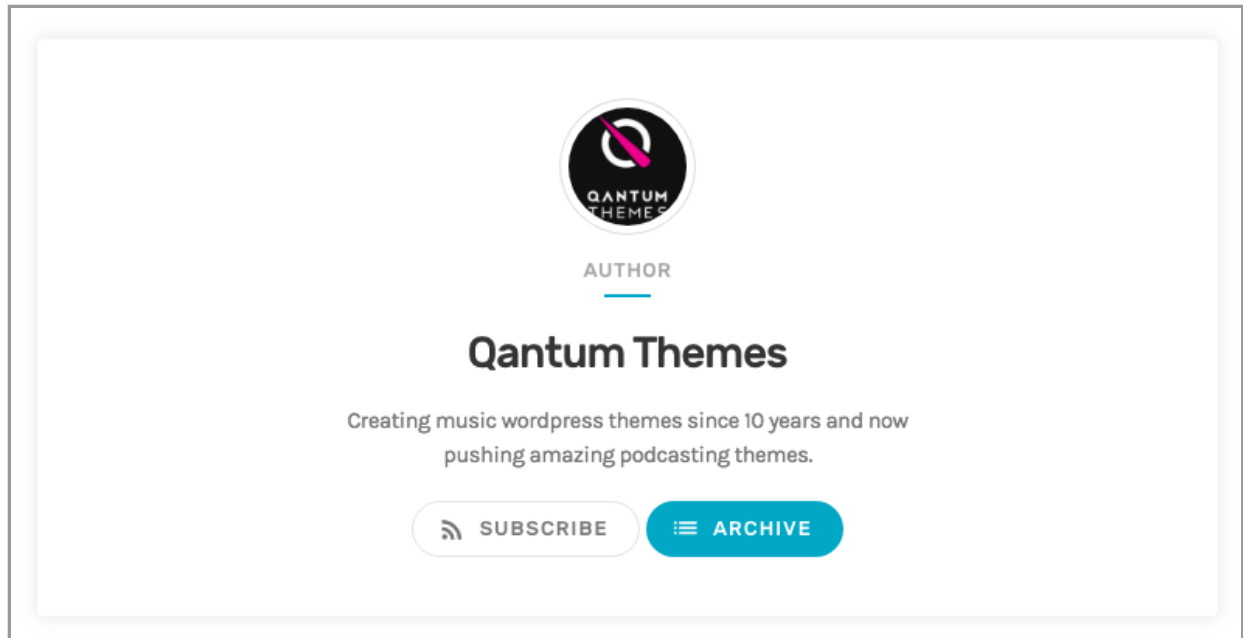 QANTUM
THEMES
AUTHOR
Qantum Themes
Creating music wordpress themes since 10 years and now
pushing amazing podcasting themes.
SUBSCRIBE ARCHIVE